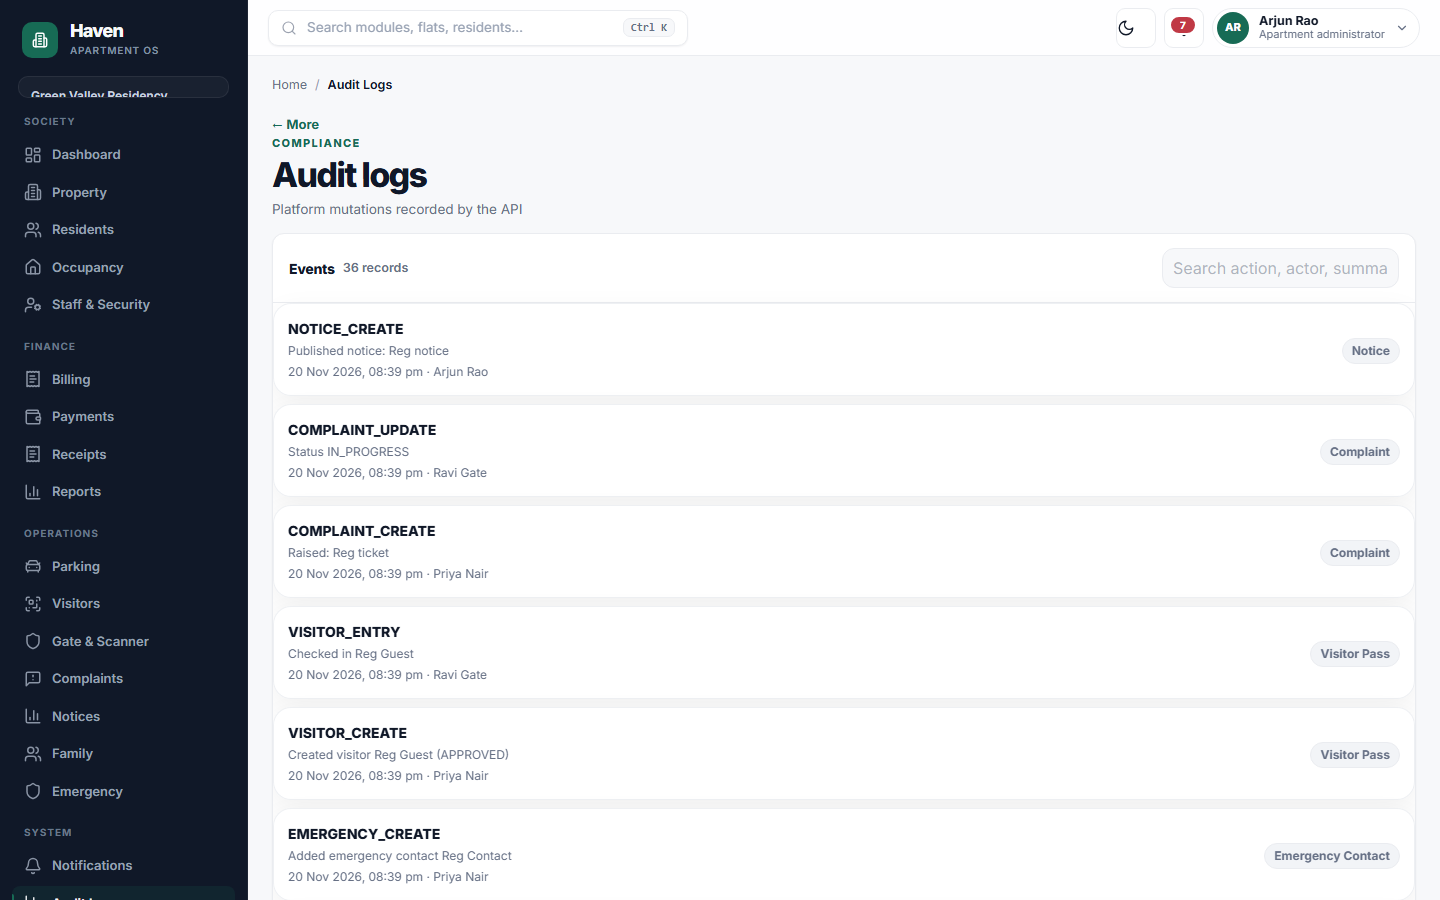 Haven
APARTMENT OS
Green Valley Residency
SOCIETY
Dashboard
Property
Residents
Occupancy
Staff & Security
FINANCE
Billing
Payments
Receipts
Reports
OPERATIONS
Parking
Visitors
Gate & Scanner
Complaints
Notices
Family
Emergency
SYSTEM
Notifications
Search modules, flats, residents...
Ctrl K
7
AR
Arjun Rao
Apartment administrator
Home / Audit Logs
← More
COMPLIANCE
Audit logs
Platform mutations recorded by the API
Events 36 records
Search action, actor, summa
NOTICE_CREATE
Published notice: Reg notice
20 Nov 2026, 08:39 pm · Arjun Rao
Notice
COMPLAINT_UPDATE
Status IN_PROGRESS
20 Nov 2026, 08:39 pm · Ravi Gate
Complaint
COMPLAINT_CREATE
Raised: Reg ticket
20 Nov 2026, 08:39 pm · Priya Nair
Complaint
VISITOR_ENTRY
Checked in Reg Guest
20 Nov 2026, 08:39 pm · Ravi Gate
Visitor Pass
VISITOR_CREATE
Created visitor Reg Guest (APPROVED)
20 Nov 2026, 08:39 pm · Priya Nair
Visitor Pass
EMERGENCY_CREATE
Added emergency contact Reg Contact
20 Nov 2026, 08:39 pm · Priya Nair
Emergency Contact